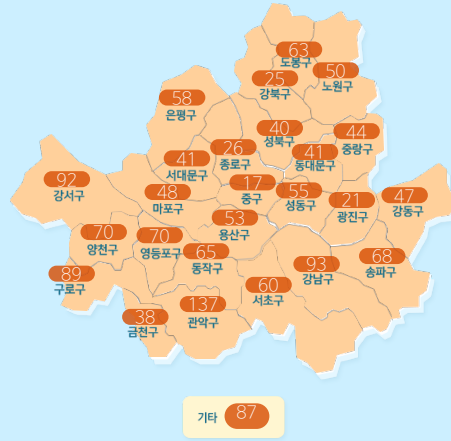 63
도봉구
50
노원구
25
강북구
58
은평구
40
성북구
44
중랑구
26
종로구
41
동대문구
41
서대문구
92
강서구
48
마포구
17
중구
55
성동구
21
광진구
47
강동구
53
용산구
70
양천구
70
영등포구
65
동작구
68
송파구
93
강남구
89
구로구
60
서초구
137
관악구
38
금천구
기타 87